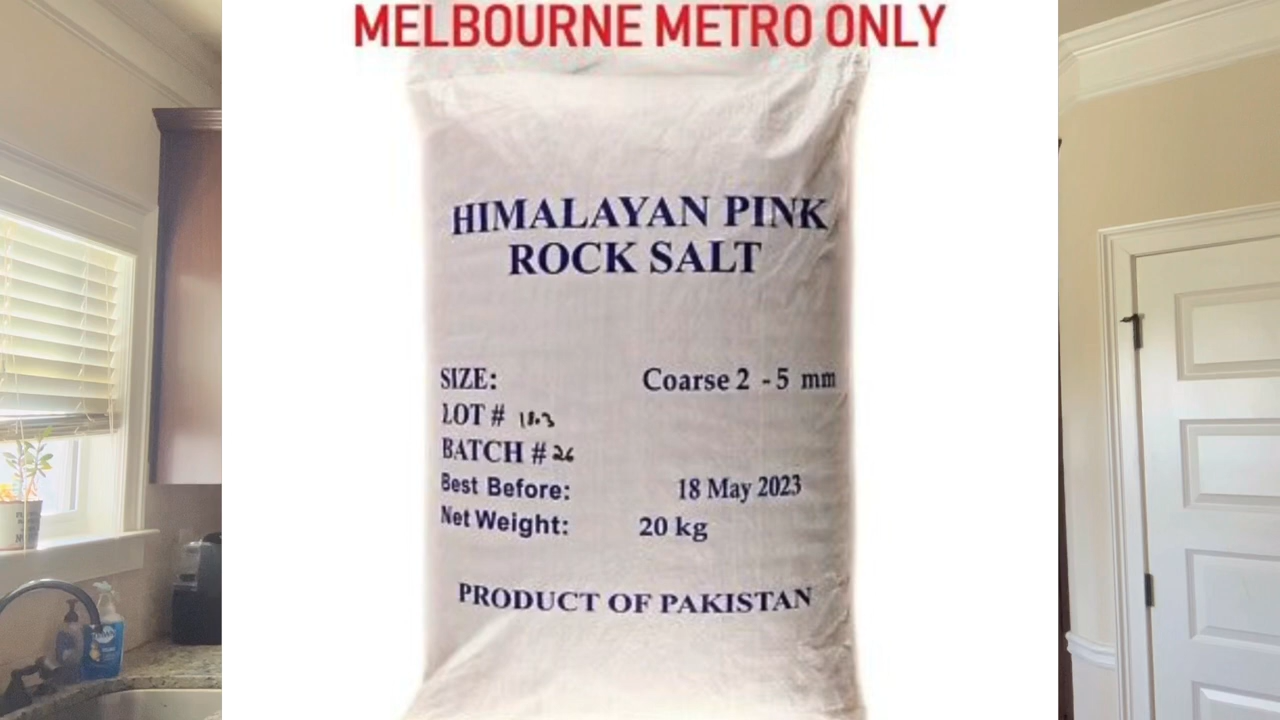 MELBOURNE METRO ONLY
HIMALAYAN PINK
ROCK SALT
SIZE: Coarse 2 - 5 mm
LOT # 18.3
BATCH # 26
Best Before: 18 May 2023
Net Weight: 20 kg
PRODUCT OF PAKISTAN